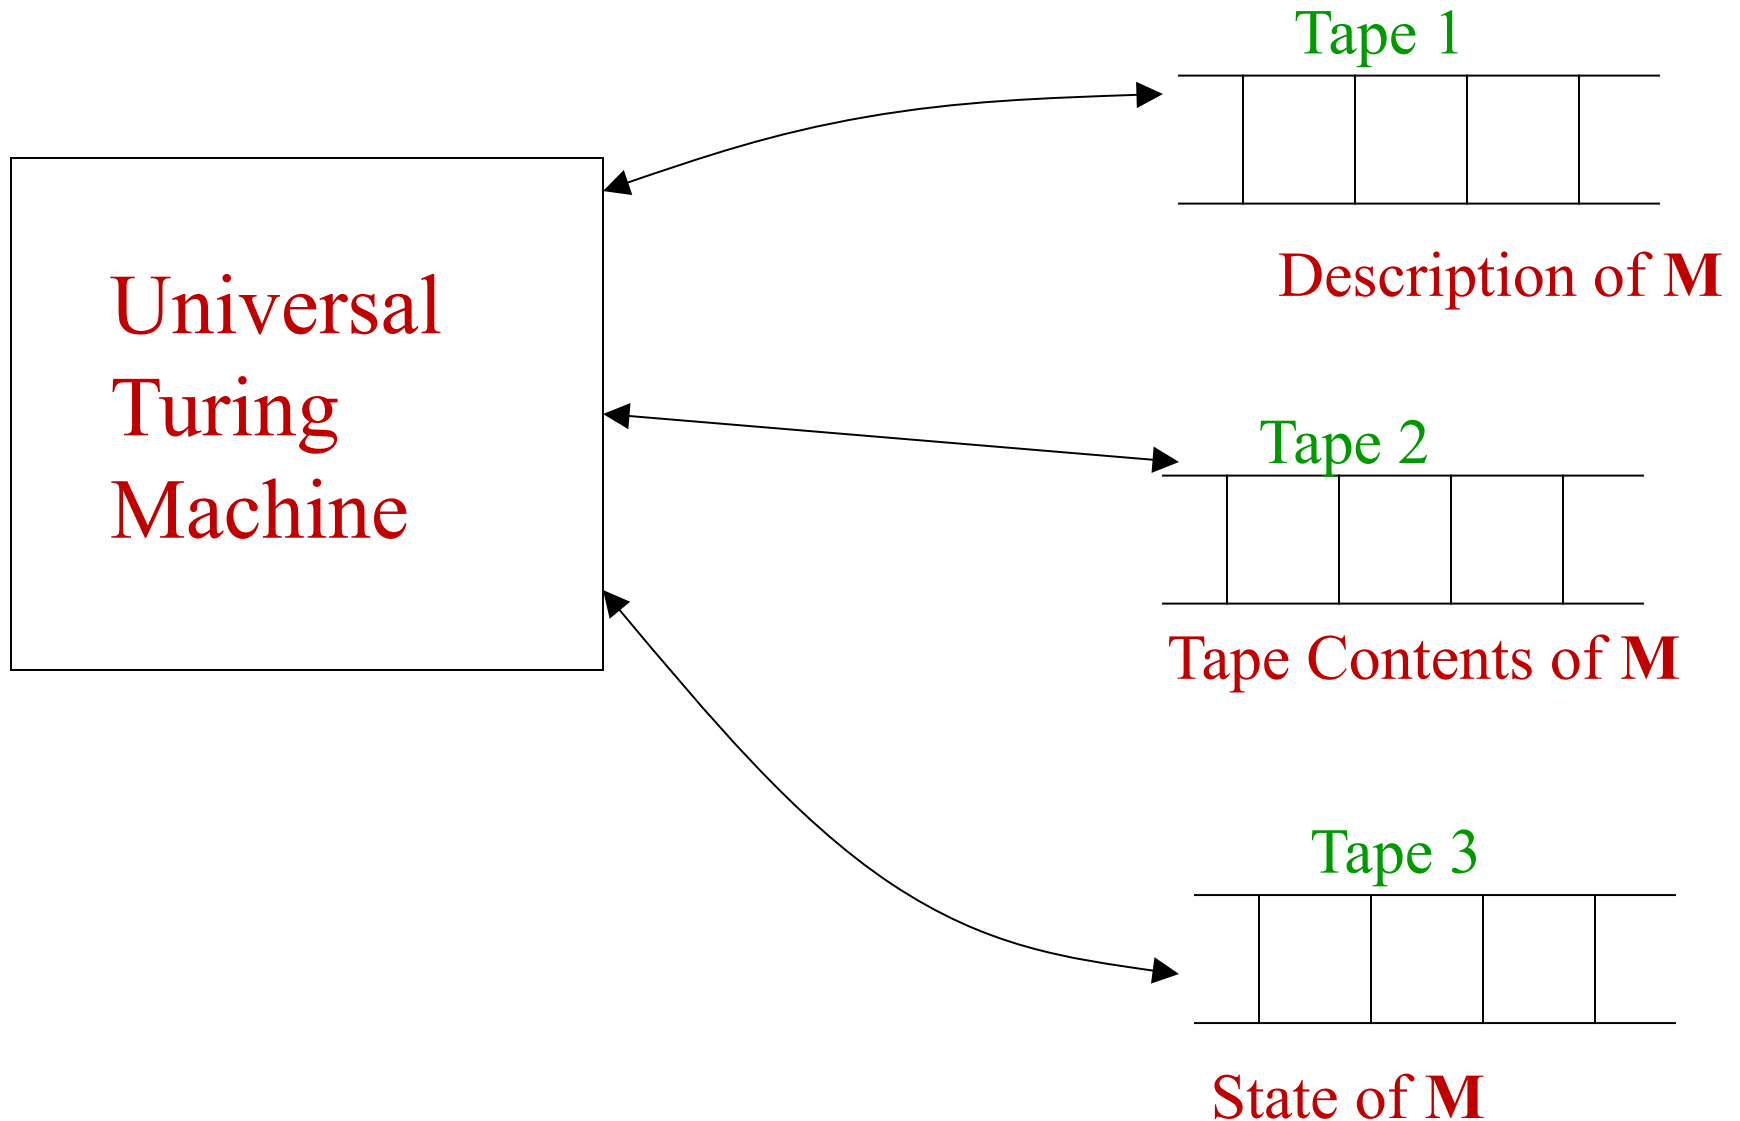 Universal
Turing
Machine
Tape 1
Description of M
Tape 2
Tape Contents of M
Tape 3
State of M